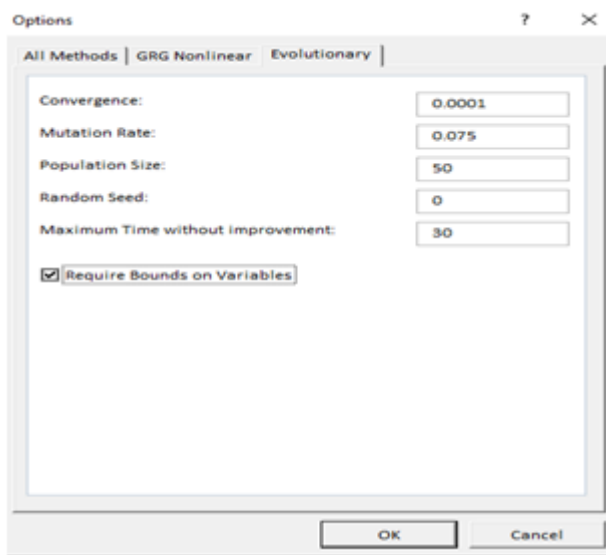 Options ? ×
All Methods GRG Nonlinear Evolutionary
Convergence: 0.0001
Mutation Rate: 0.075
Population Size: 50
Random Seed: 0
Maximum Time without improvement: 30
Require Bounds on Variables
OK Cancel